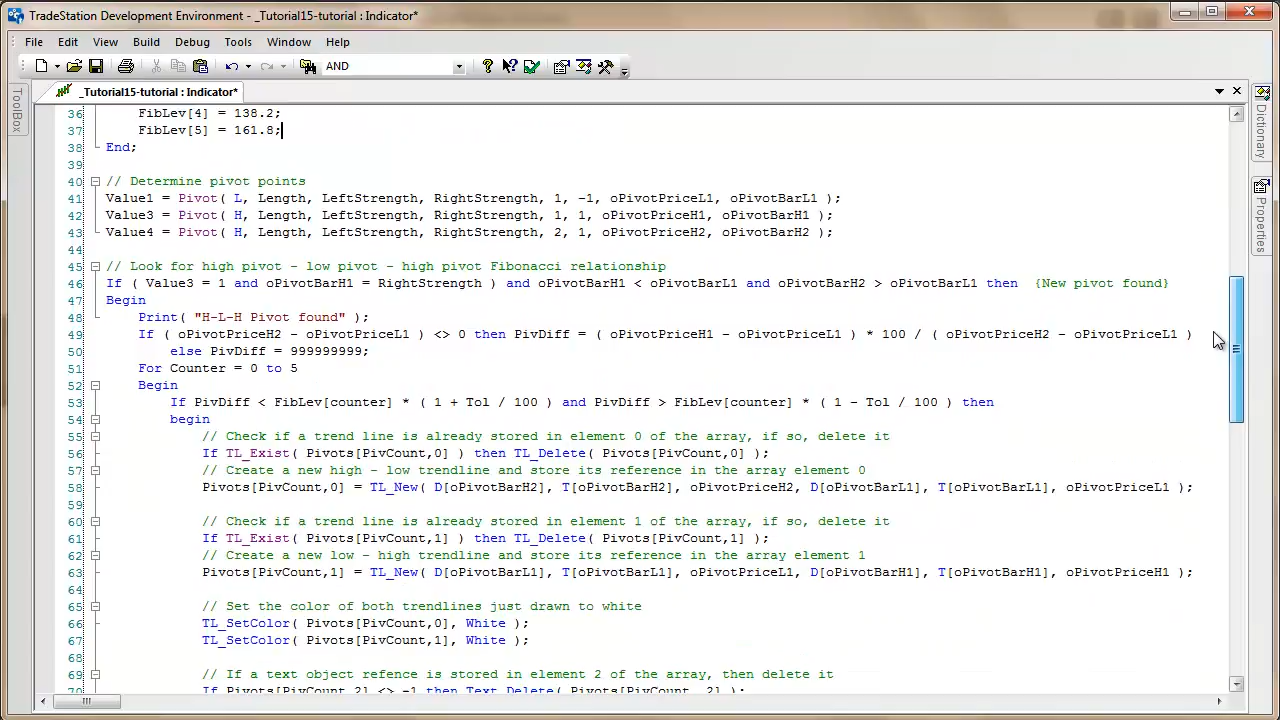 TradeStation Development Environment - _Tutorial15-tutorial : Indicator*
File Edit View Build Debug Tools Window Help
AND
_Tutorial15-tutorial : Indicator*
ToolBox
Dictionary
Properties
36 FibLev[4] = 138.2;
37 FibLev[5] = 161.8;
38 End;
39
40 // Determine pivot points
41 Value1 = Pivot( L, Length, LeftStrength, RightStrength, 1, -1, oPivotPriceL1, oPivotBarL1 );
42 Value3 = Pivot( H, Length, LeftStrength, RightStrength, 1, 1, oPivotPriceH1, oPivotBarH1 );
43 Value4 = Pivot( H, Length, LeftStrength, RightStrength, 2, 1, oPivotPriceH2, oPivotBarH2 );
44
45 // Look for high pivot - low pivot - high pivot Fibonacci relationship
46 If ( Value3 = 1 and oPivotBarH1 = RightStrength ) and oPivotBarH1 < oPivotBarL1 and oPivotBarH2 > oPivotBarL1 then {New pivot found}
47 Begin
48 Print( "H-L-H Pivot found" );
49 If ( oPivotPriceH2 - oPivotPriceL1 ) <> 0 then PivDiff = ( oPivotPriceH1 - oPivotPriceL1 ) * 100 / ( oPivotPriceH2 - oPivotPriceL1 )
50 else PivDiff = 999999999;
51 For Counter = 0 to 5
52 Begin
53 If PivDiff < FibLev[counter] * ( 1 + Tol / 100 ) and PivDiff > FibLev[counter] * ( 1 - Tol / 100 ) then
54 begin
55 // Check if a trend line is already stored in element 0 of the array, if so, delete it
56 If TL_Exist( Pivots[PivCount,0] ) then TL_Delete( Pivots[PivCount,0] );
57 // Create a new high - low trendline and store its reference in the array element 0
58 Pivots[PivCount,0] = TL_New( D[oPivotBarH2], T[oPivotBarH2], oPivotPriceH2, D[oPivotBarL1], T[oPivotBarL1], oPivotPriceL1 );
59
60 // Check if a trend line is already stored in element 1 of the array, if so, delete it
61 If TL_Exist( Pivots[PivCount,1] ) then TL_Delete( Pivots[PivCount,1] );
62 // Create a new low - high trendline and store its reference in the array element 1
63 Pivots[PivCount,1] = TL_New( D[oPivotBarL1], T[oPivotBarL1], oPivotPriceL1, D[oPivotBarH1], T[oPivotBarH1], oPivotPriceH1 );
64
65 // Set the color of both trendlines just drawn to white
66 TL_SetColor( Pivots[PivCount,0], White );
67 TL_SetColor( Pivots[PivCount,1], White );
68
69 // If a text object refence is stored in element 2 of the array, then delete it
70 If Pivots[PivCount,2] <> -1 then Text_Delete( Pivots[PivCount, 2] );